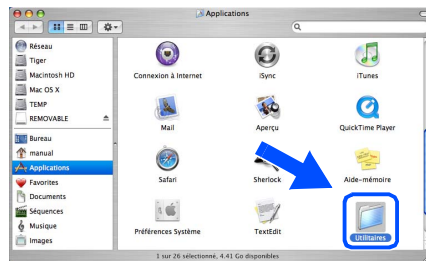 Applications
Réseau
Tiger
Macintosh HD
Mac OS X
TEMP
REMOVABLE
Bureau
manual
Applications
Favorites
Documents
Séquences
Musique
Images
Connexion à Internet
iSync
iTunes
Mail
Aperçu
QuickTime Player
Safari
Sherlock
Aide-mémoire
Préférences Système
TextEdit
Utilitaires
1 sur 26 sélectionné, 4.41 Go disponibles